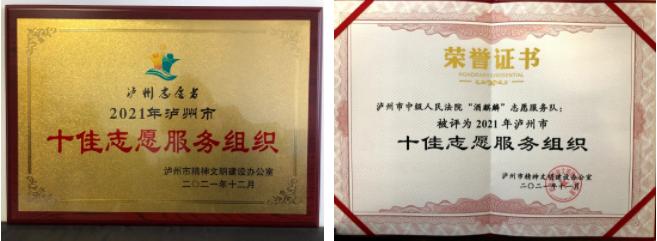 泸州志愿者
2021年泸州市
十佳志愿服务组织
泸州市精神文明建设办公室
二〇二一年十二月
荣誉证书
泸州市中级人民法院“酒麒麟”志愿服务队：
被评为2021年泸州市
十佳志愿服务组织
泸州市精神文明建设办公室